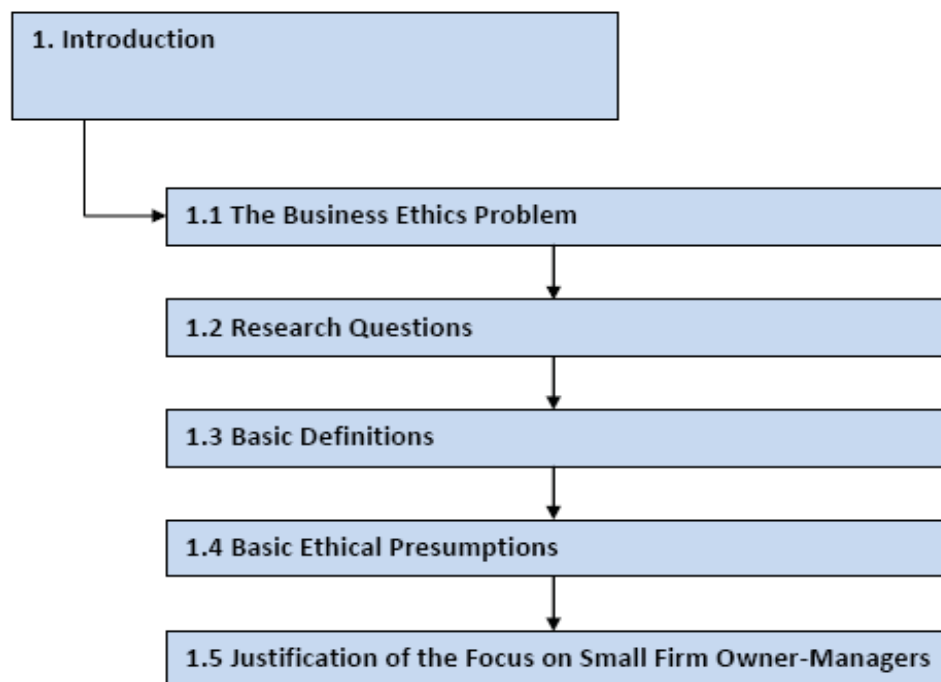 1. Introduction
1.1 The Business Ethics Problem
1.2 Research Questions
1.3 Basic Definitions
1.4 Basic Ethical Presumptions
1.5 Justification of the Focus on Small Firm Owner-Managers